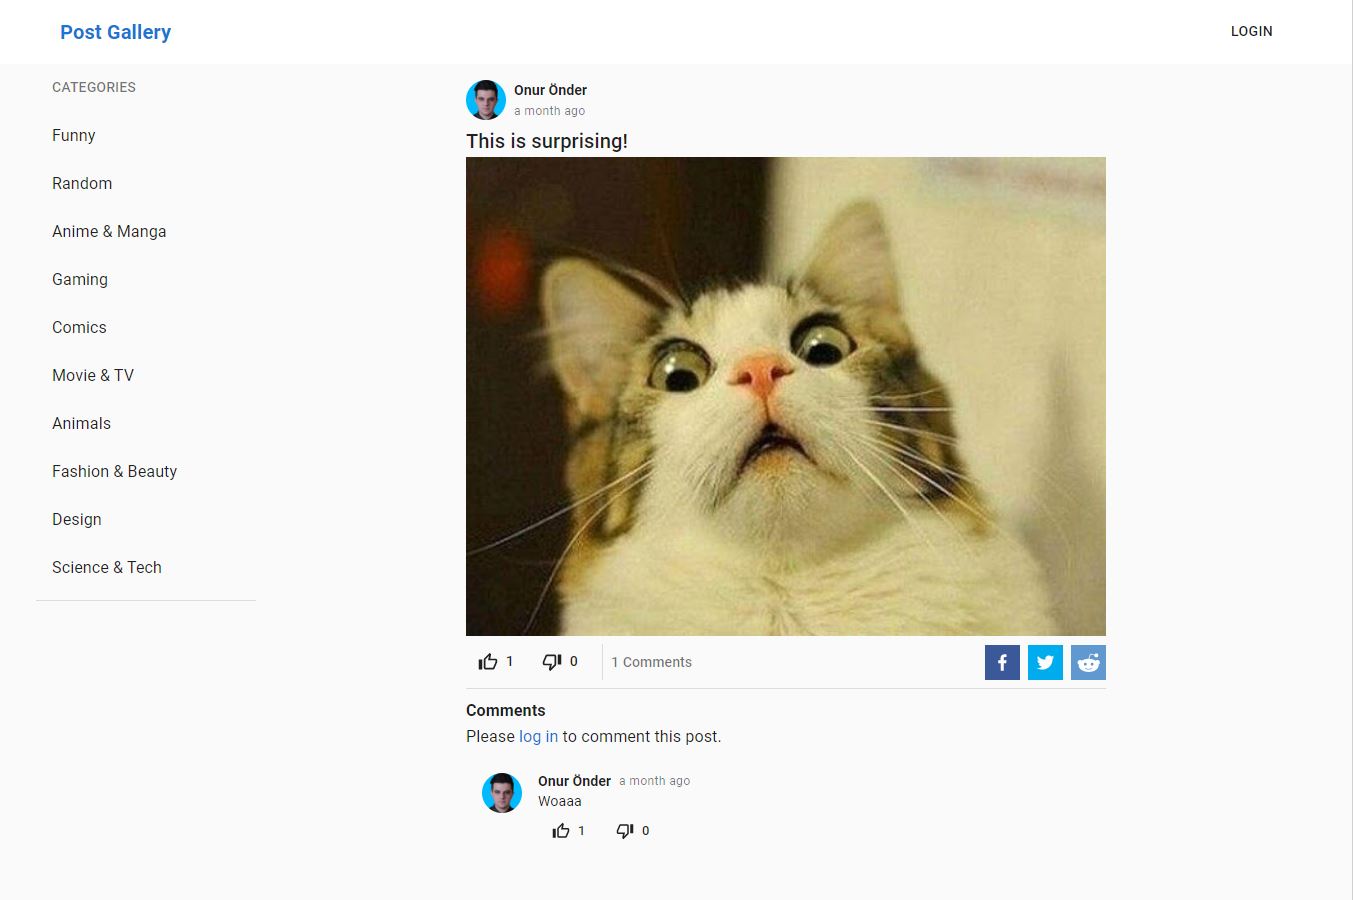 Post Gallery
LOGIN
CATEGORIES
Funny
Random
Anime & Manga
Gaming
Comics
Movie & TV
Animals
Fashion & Beauty
Design
Science & Tech
Onur Önder
a month ago
This is surprising!
1 0 1 Comments
Comments
Please log in to comment this post.
Onur Önder a month ago
Woaaa
1 0